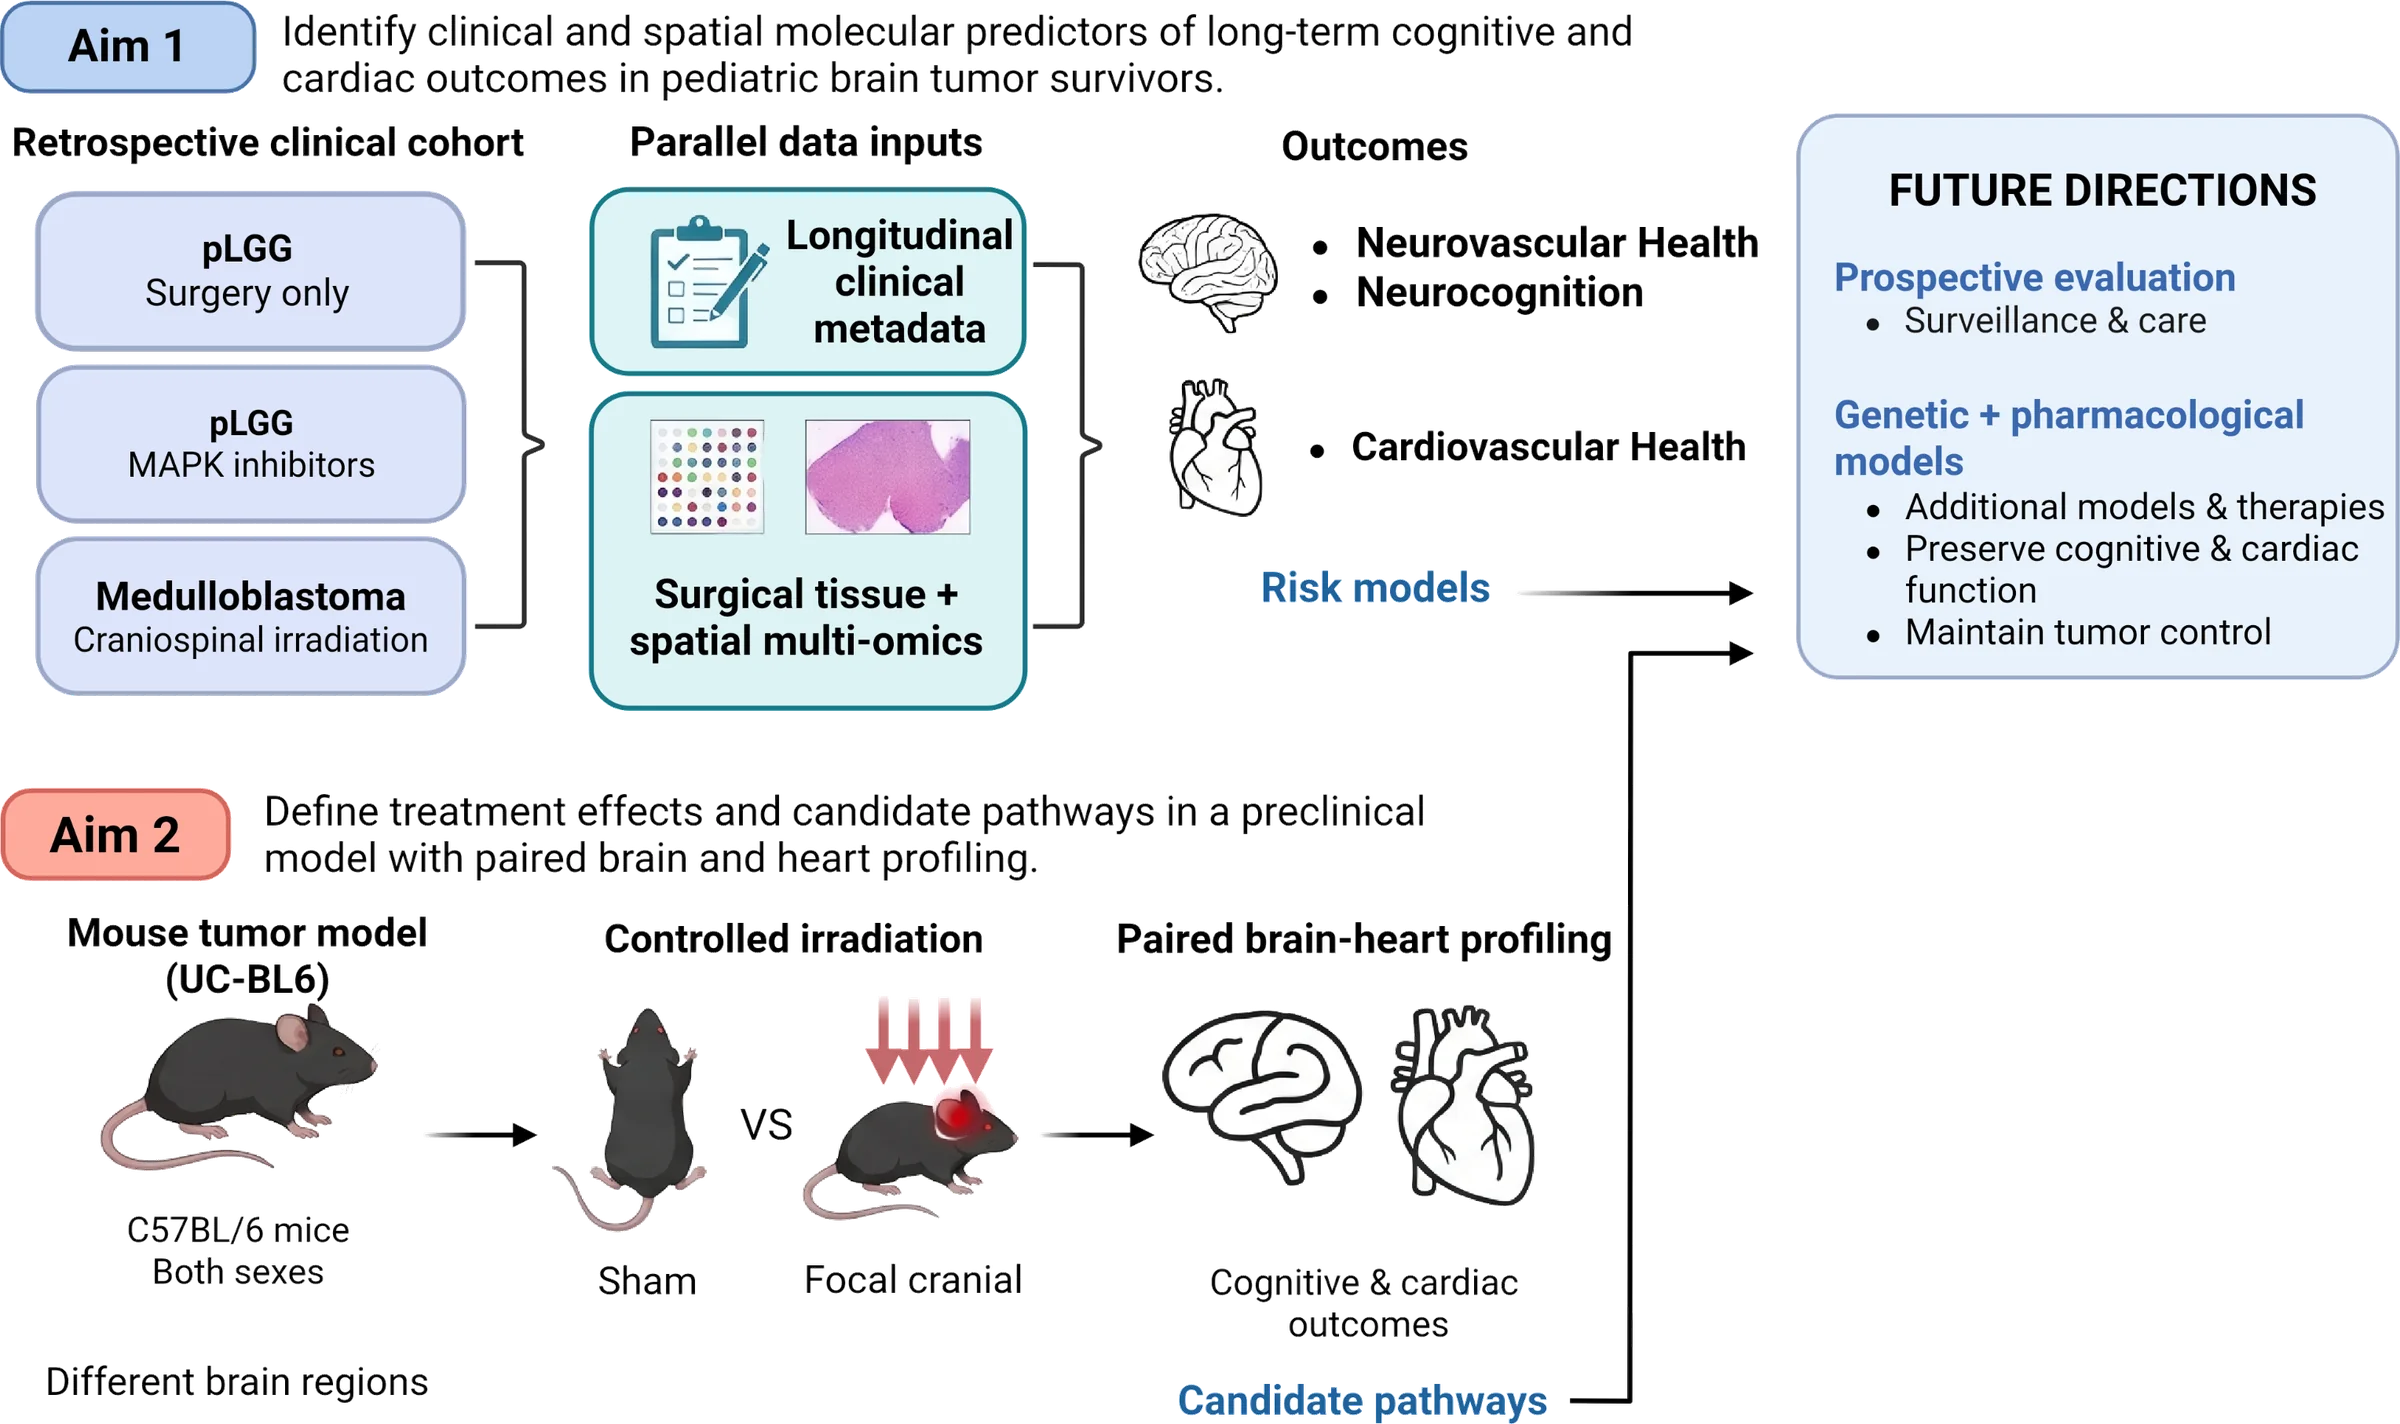 Aim 1
Identify clinical and spatial molecular predictors of long-term cognitive and
cardiac outcomes in pediatric brain tumor survivors.
Retrospective clinical cohort
pLGG
Surgery only
pLGG
MAPK inhibitors
Medulloblastoma
Craniospinal irradiation
Parallel data inputs
Longitudinal
clinical
metadata
Surgical tissue +
spatial multi-omics
Outcomes
• Neurovascular Health
• Neurocognition
• Cardiovascular Health
Risk models
FUTURE DIRECTIONS
Prospective evaluation
• Surveillance & care
Genetic + pharmacological
models
• Additional models & therapies
• Preserve cognitive & cardiac
function
• Maintain tumor control
Aim 2
Define treatment effects and candidate pathways in a preclinical
model with paired brain and heart profiling.
Mouse tumor model
(UC-BL6)
C57BL/6 mice
Both sexes
Different brain regions
Controlled irradiation
VS
Sham
Focal cranial
Paired brain-heart profiling
Cognitive & cardiac
outcomes
Candidate pathways